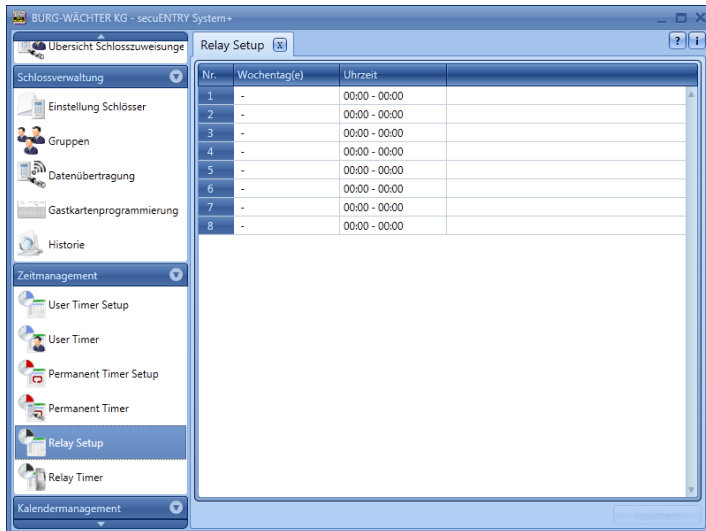 BURG-WÄCHTER KG - secuENTRY System+
Übersicht Schlosszuweisunge
Schlossverwaltung
Einstellung Schlösser
Gruppen
Datenübertragung
Gastkartenprogrammierung
Historie
Zeitmanagement
User Timer Setup
User Timer
Permanent Timer Setup
Permanent Timer
Relay Setup
Relay Timer
Kalendermanagement
Relay Setup x
? i
Nr. Wochentag(e) Uhrzeit
1 - 00:00 - 00:00
2 - 00:00 - 00:00
3 - 00:00 - 00:00
4 - 00:00 - 00:00
5 - 00:00 - 00:00
6 - 00:00 - 00:00
7 - 00:00 - 00:00
8 - 00:00 - 00:00
Speichern